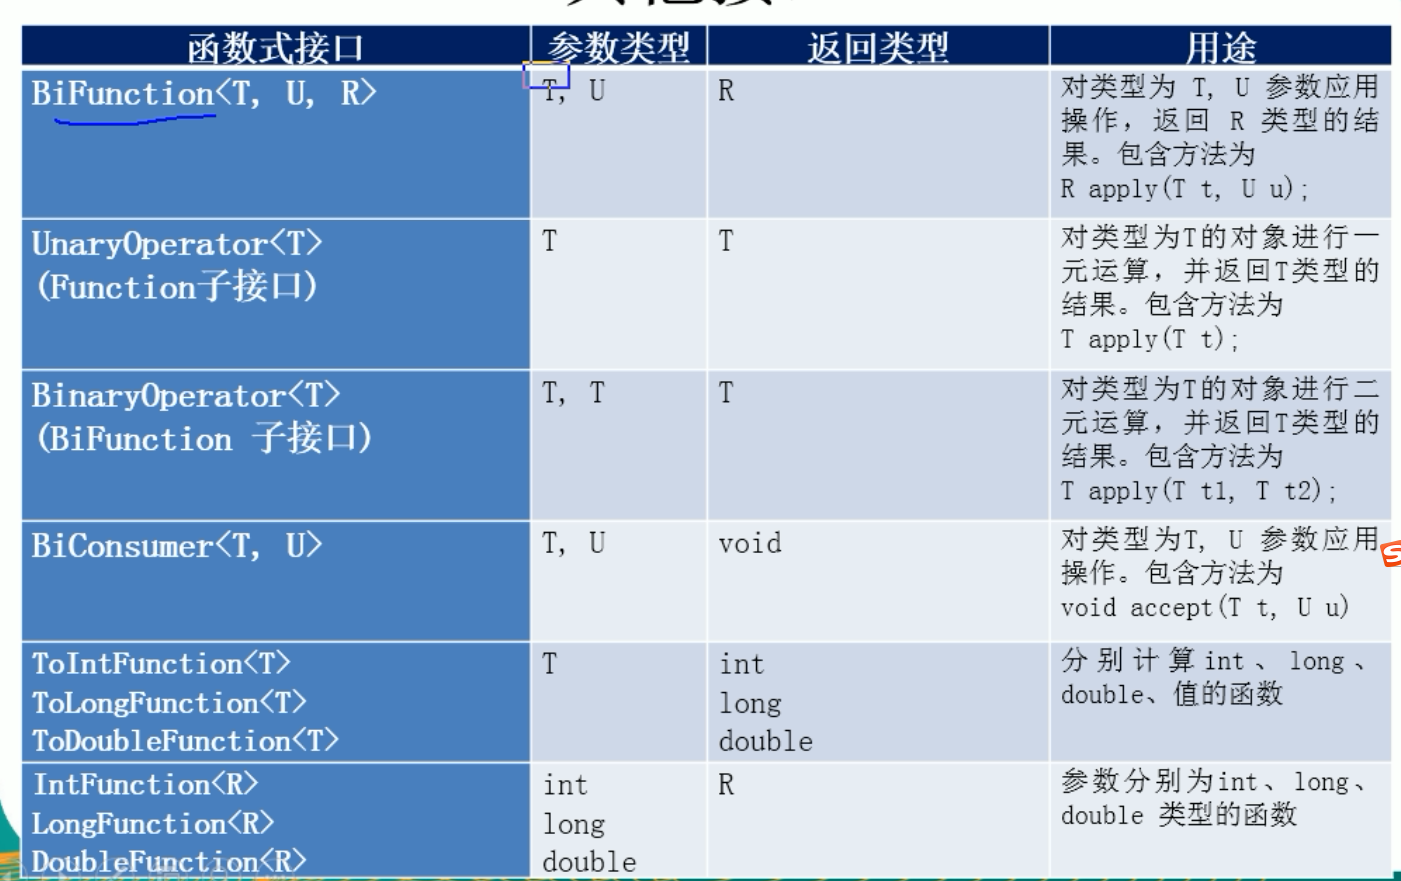 函数式接口 参数类型 返回类型 用途
BiFunction<T, U, R> T, U R 对类型为 T, U 参数应用
操作，返回 R 类型的结
果。包含方法为
R apply(T t, U u);
UnaryOperator<T> T T 对类型为T的对象进行一
(Function子接口) 元运算，并返回T类型的
结果。包含方法为
T apply(T t);
BinaryOperator<T> T, T T 对类型为T的对象进行二
(BiFunction 子接口) 元运算，并返回T类型的
结果。包含方法为
T apply(T t1, T t2);
BiConsumer<T, U> T, U void 对类型为T, U 参数应用
操作。包含方法为
void accept(T t, U u)
ToIntFunction<T> T int 分别计算int、long、
ToLongFunction<T> long double、值的函数
ToDoubleFunction<T> double
IntFunction<R> int R 参数分别为int、long、
LongFunction<R> long double 类型的函数
DoubleFunction<R> double